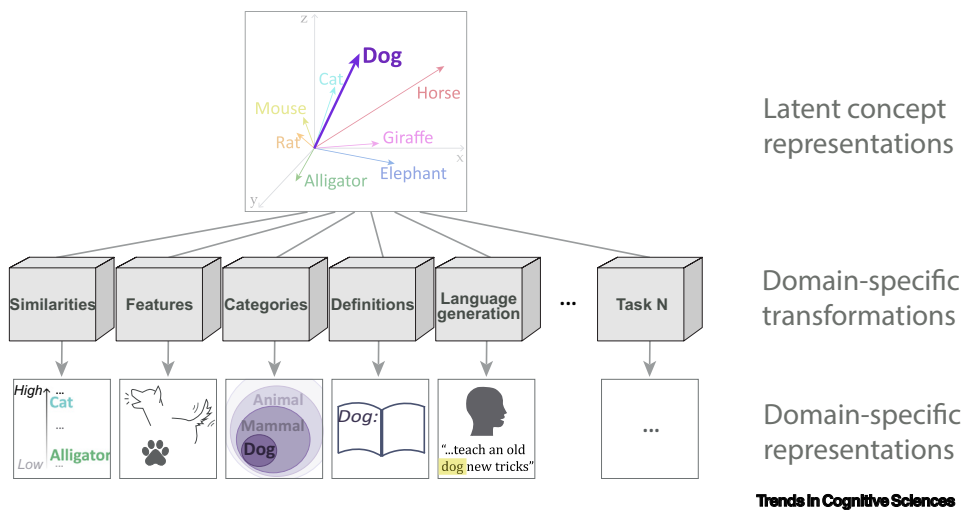 z
Dog
Cat
Horse
Mouse
Rat
Giraffe
x
Elephant
Alligator
y
Latent concept
representations
Similarities
Features
Categories
Definitions
Language
generation
...
Task N
Domain-specific
transformations
High
...
Cat
...
Alligator
Low
...
Animal
Mammal
Dog
Dog:
"...teach an old
dog new tricks"
...
Domain-specific
representations
Trends in Cognitive Sciences